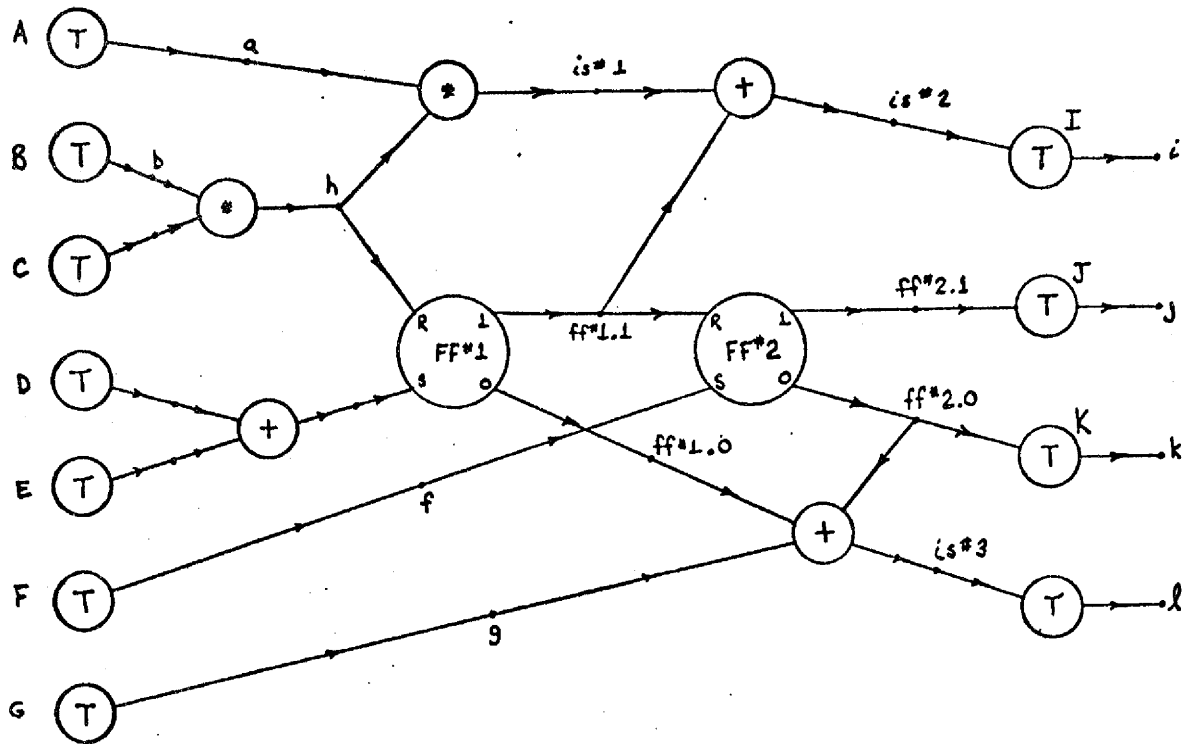 A T a
* is#1 + is#2
I T i
B T b
* h
C T
J T j
R 1 FF#1 S 0
ff#1.1
R 1 FF#2 S 0
ff#2.1
D T
+
ff#2.0
K T k
E T
ff#1.0
f
+
is#3
F T
T l
g
G T